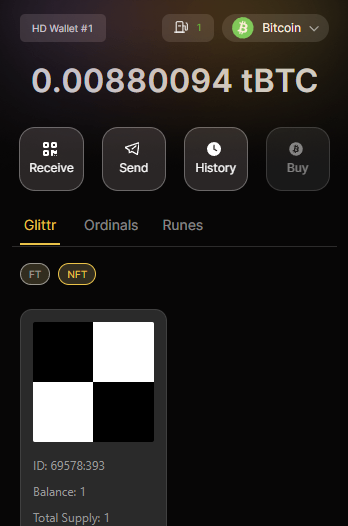 HD Wallet #1
1
Bitcoin
0.00880094 tBTC
Receive
Send
History
Buy
Glittr
Ordinals
Runes
FT
NFT
ID: 69578:393
Balance: 1
Total Supply: 1